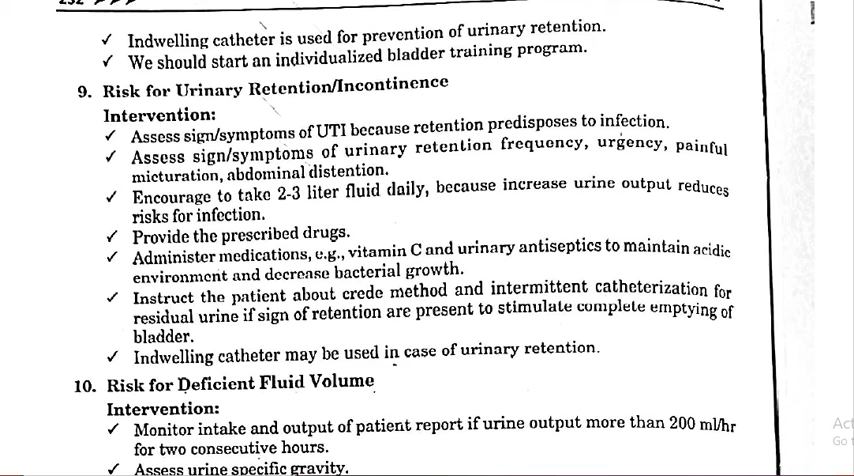 232
✓ Indwelling catheter is used for prevention of urinary retention.
✓ We should start an individualized bladder training program.
9. Risk for Urinary Retention/Incontinence
Intervention:
✓ Assess sign/symptoms of UTI because retention predisposes to infection.
✓ Assess sign/symptoms of urinary retention frequency, urgency, painful
micturation, abdominal distention.
✓ Encourage to take 2-3 liter fluid daily, because increase urine output reduces
risks for infection.
✓ Provide the prescribed drugs.
✓ Administer medications, e.g., vitamin C and urinary antiseptics to maintain acidic
environment and decrease bacterial growth.
✓ Instruct the patient about crede method and intermittent catheterization for
residual urine if sign of retention are present to stimulate complete emptying of
bladder.
✓ Indwelling catheter may be used in case of urinary retention.
10. Risk for Deficient Fluid Volume
Intervention:
✓ Monitor intake and output of patient report if urine output more than 200 ml/hr
for two consecutive hours.
✓ Assess urine specific gravity.